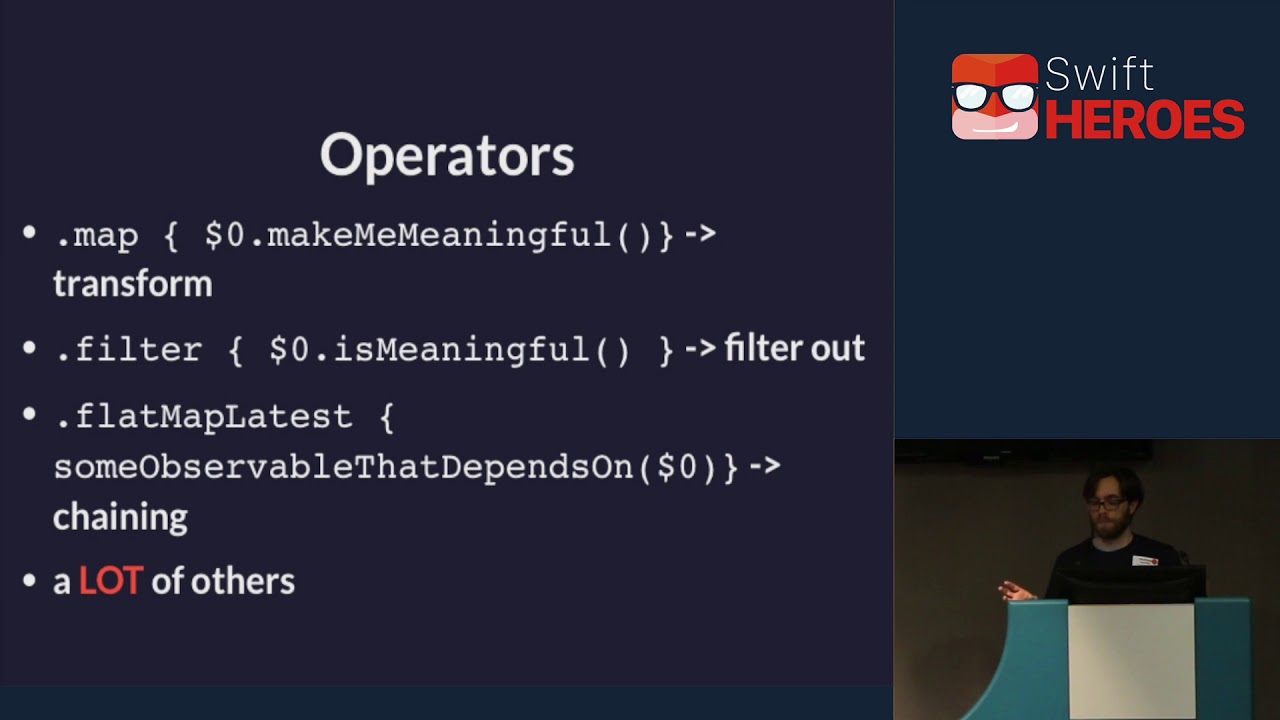 Operators
• .map { $0.makeMeMeaningful()} ->
transform
• .filter { $0.isMeaningful() } -> filter out
• .flatMapLatest {
someObservableThatDependsOn($0)} ->
chaining
• a LOT of others
Swift
HEROES